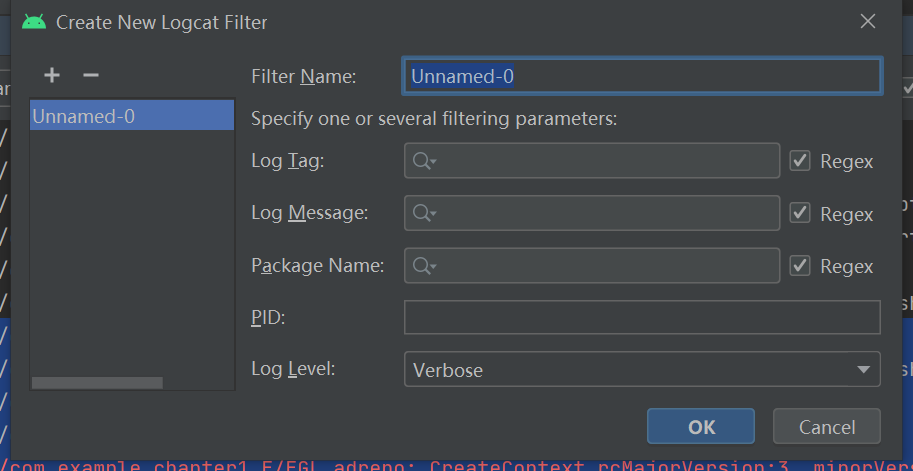 Create New Logcat Filter
Filter Name: Unnamed-0
Unnamed-0
Specify one or several filtering parameters:
Log Tag: Regex
Log Message: Regex
Package Name: Regex
PID:
Log Level: Verbose
OK Cancel
/com.example.chapter1 E/EGL_adreno: CreateContext rcMajorVersion:3, minorVers